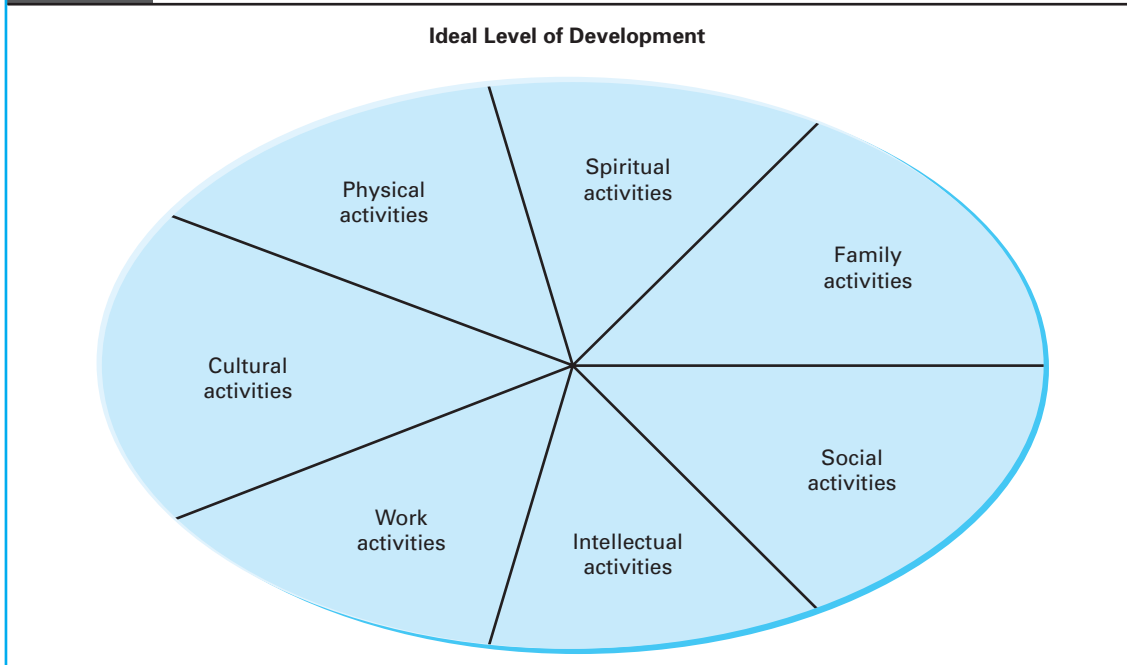 Ideal Level of Development
Spiritual
activities
Physical
activities
Family
activities
Cultural
activities
Social
activities
Work
activities
Intellectual
activities